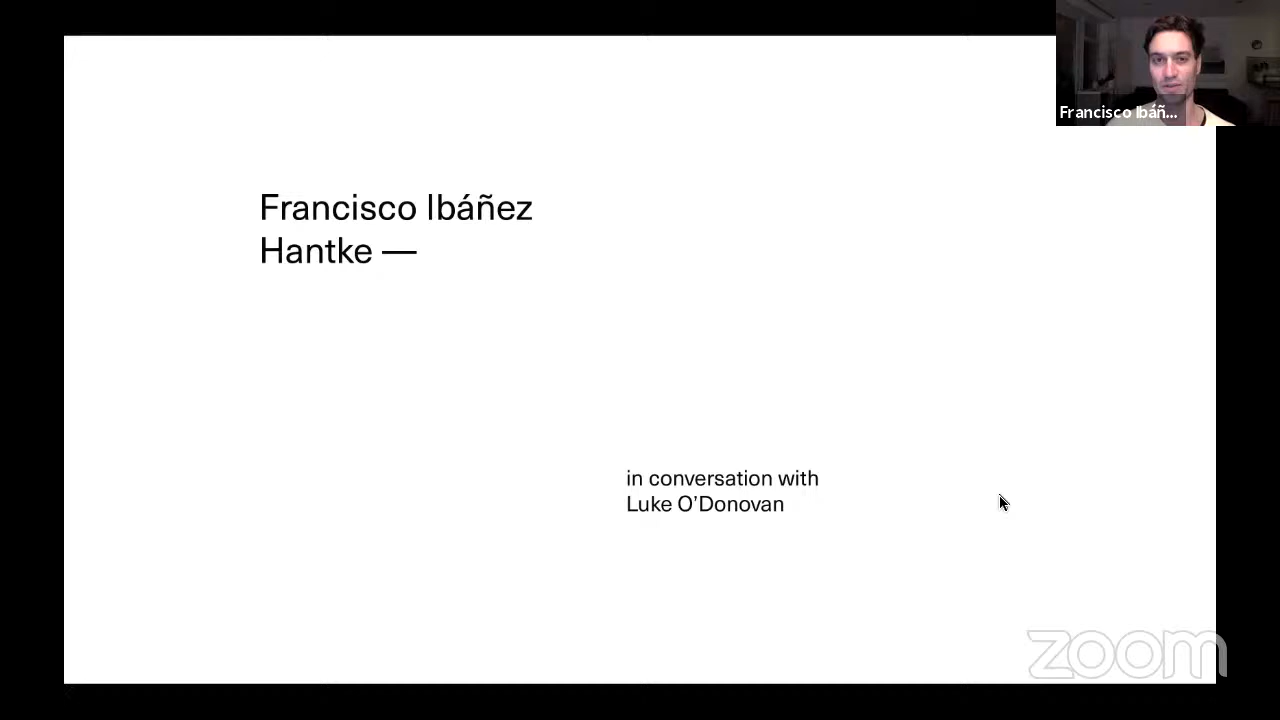 Francisco Ibáñ...
Francisco Ibáñez
Hantke —
in conversation with
Luke O’Donovan
zoom